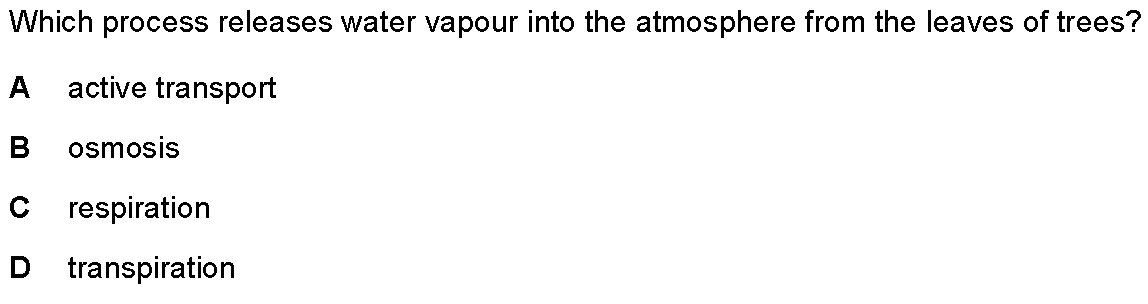 Which process releases water vapour into the atmosphere from the leaves of trees?
A active transport
B osmosis
C respiration
D transpiration